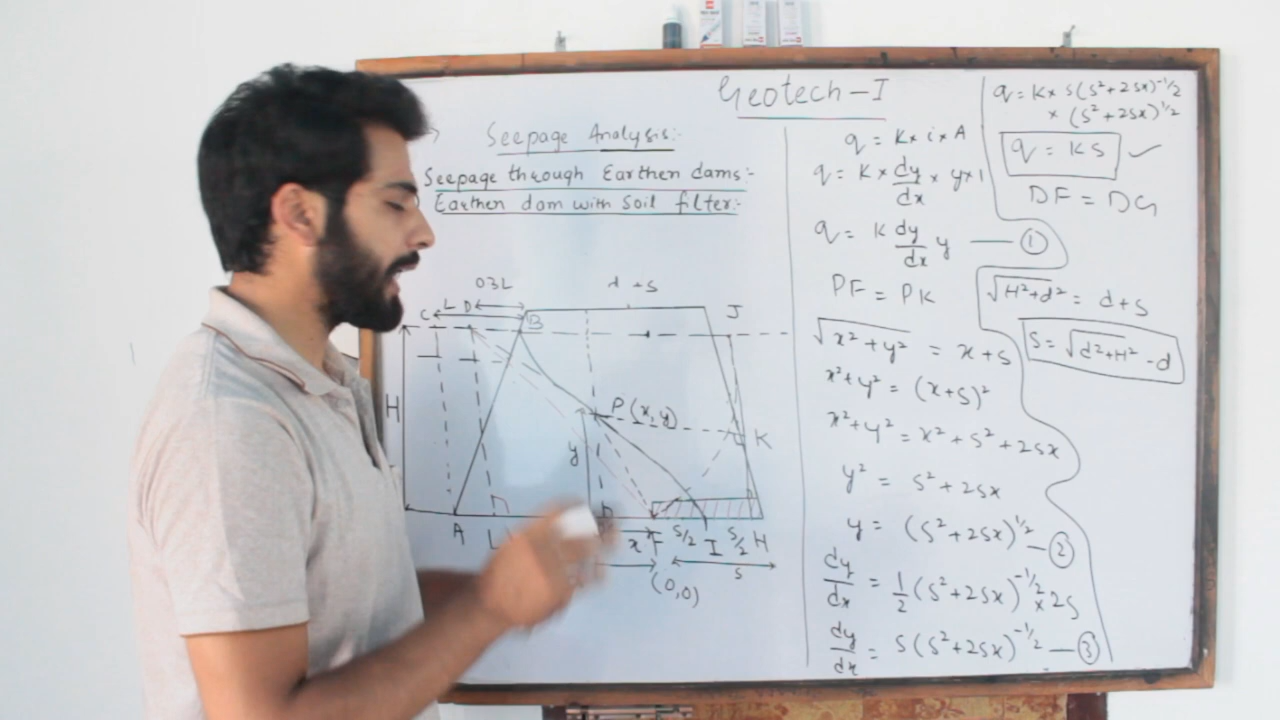 Geotech-I
Seepage Analysis:-
Seepage through Earthen dams:-
Earthen dam with Soil filter:-
0.3L
d+s
C
L
D
B
J
H
P(x,y)
K
y
A
L
x
F
S/2
I
S/2
H
(0,0)
S
q = K×i×A
q = K×dy/dx × y×1
q = K dy/dx y —— ①
PF = PK
√x²+y² = x+s
x²+y² = (x+s)²
x²+y² = x²+s²+2sx
y² = s²+2sx
y = (s²+2sx)^1/2 — ②
dy/dx = 1/2 (s²+2sx)^-1/2 × 2s
dy/dx = s(s²+2sx)^-1/2 — ③
q = K× s(s²+2sx)^-1/2
× (s²+2sx)^1/2
q = KS ✓
DF = DG
√H²+d² = d+s
S = √d²+H² - d